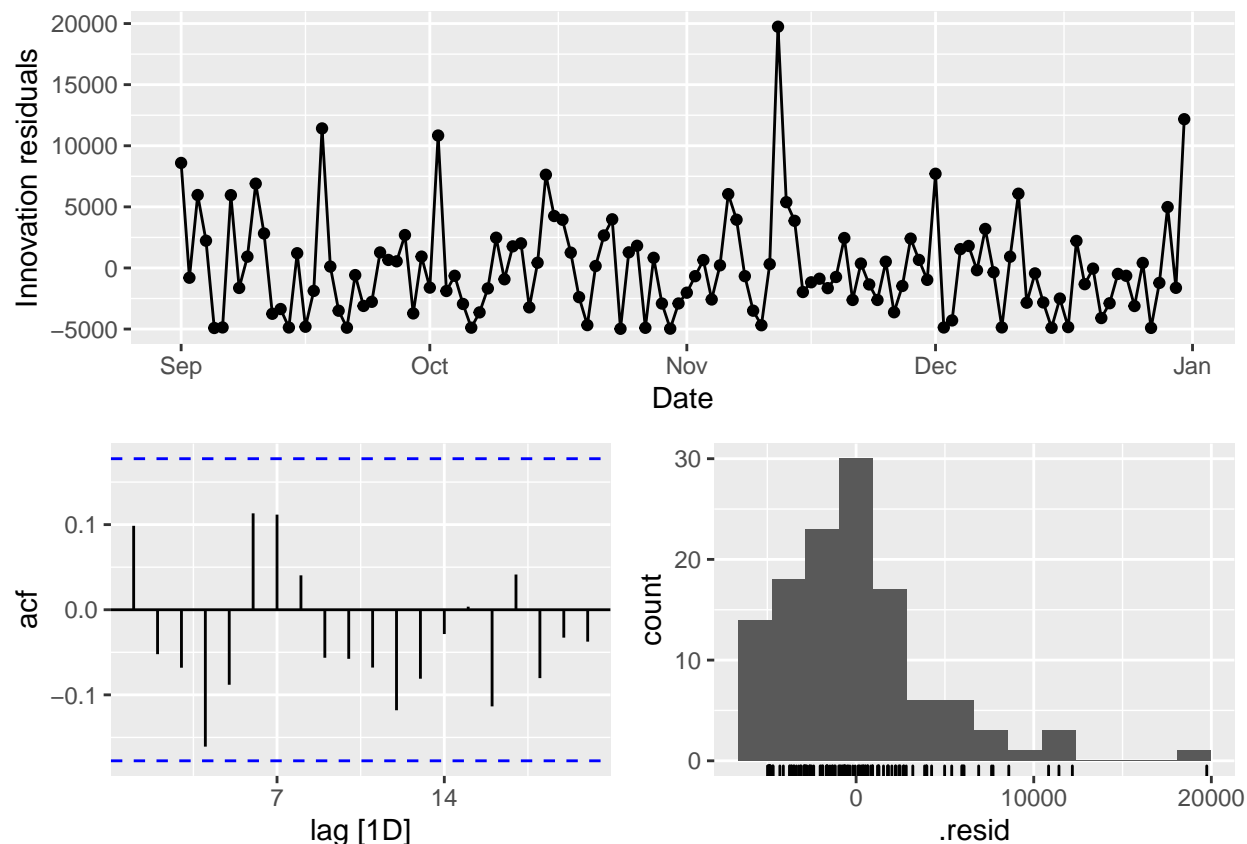 Innovation residuals
20000
15000
10000
5000
0
−5000
Sep
Oct
Nov
Dec
Jan
Date
acf
0.1
0.0
−0.1
7
14
lag [1D]
count
30
20
10
0
0
10000
20000
.resid